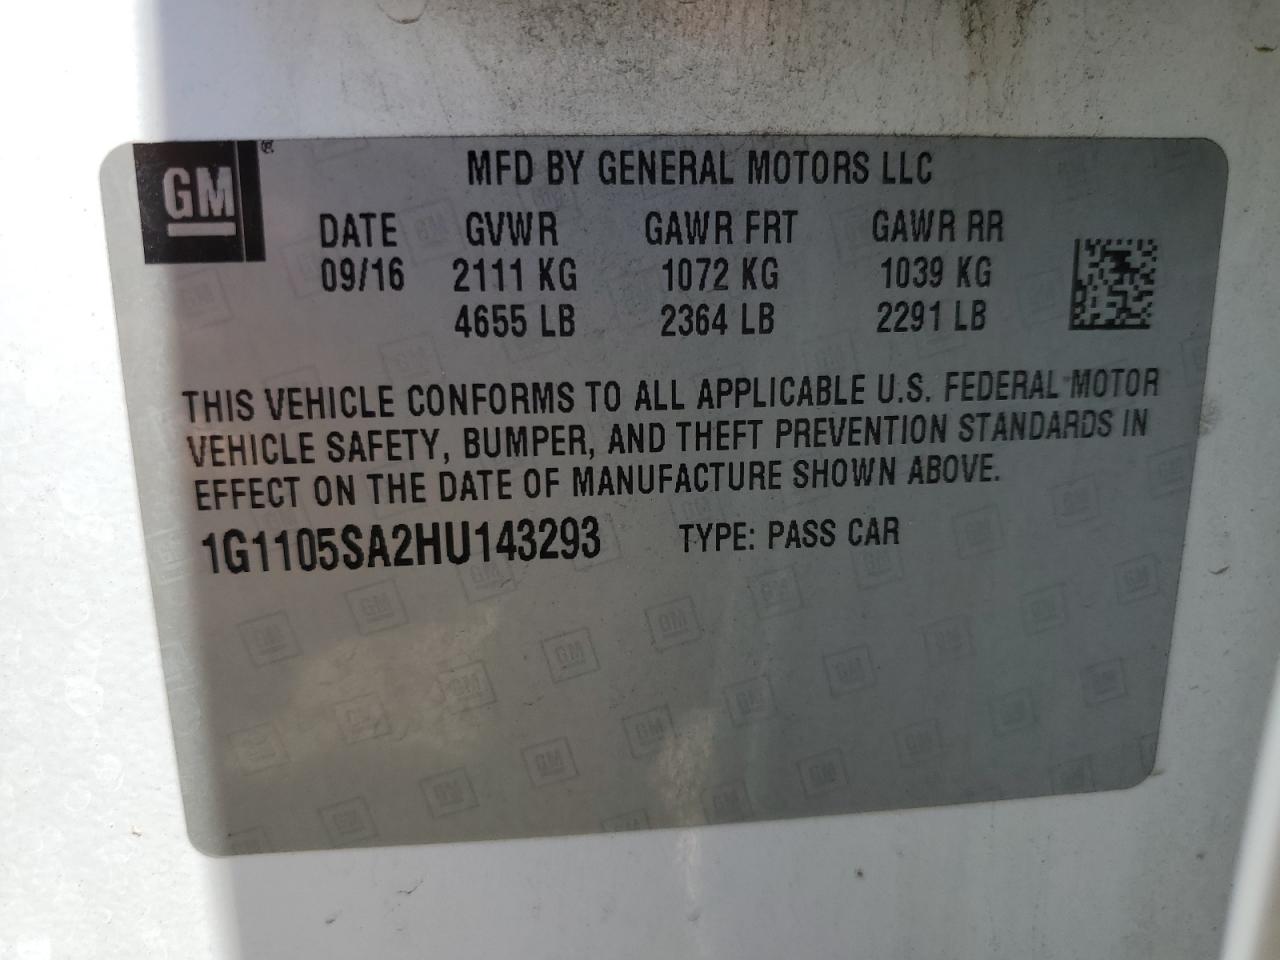 GM ®
MFD BY GENERAL MOTORS LLC
DATE GVWR GAWR FRT GAWR RR
09/16 2111 KG 1072 KG 1039 KG
4655 LB 2364 LB 2291 LB
THIS VEHICLE CONFORMS TO ALL APPLICABLE U.S. FEDERAL MOTOR
VEHICLE SAFETY, BUMPER, AND THEFT PREVENTION STANDARDS IN
EFFECT ON THE DATE OF MANUFACTURE SHOWN ABOVE.
1G1105SA2HU143293 TYPE: PASS CAR